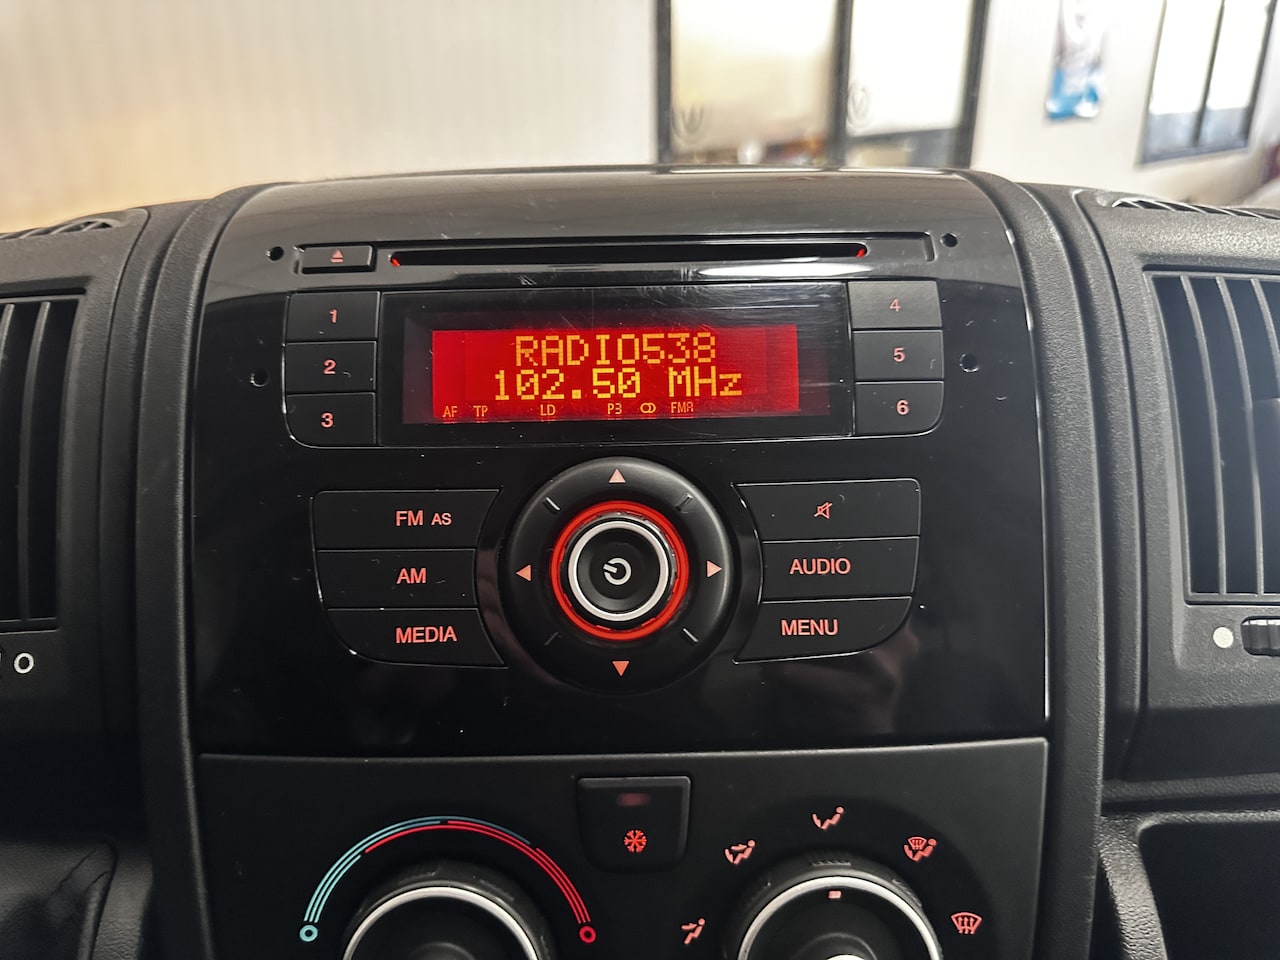 1
2
3
RADIO538
102.50 MHz
AF TP LD P3 FMA
4
5
6
FM AS
AM
MEDIA
AUDIO
MENU